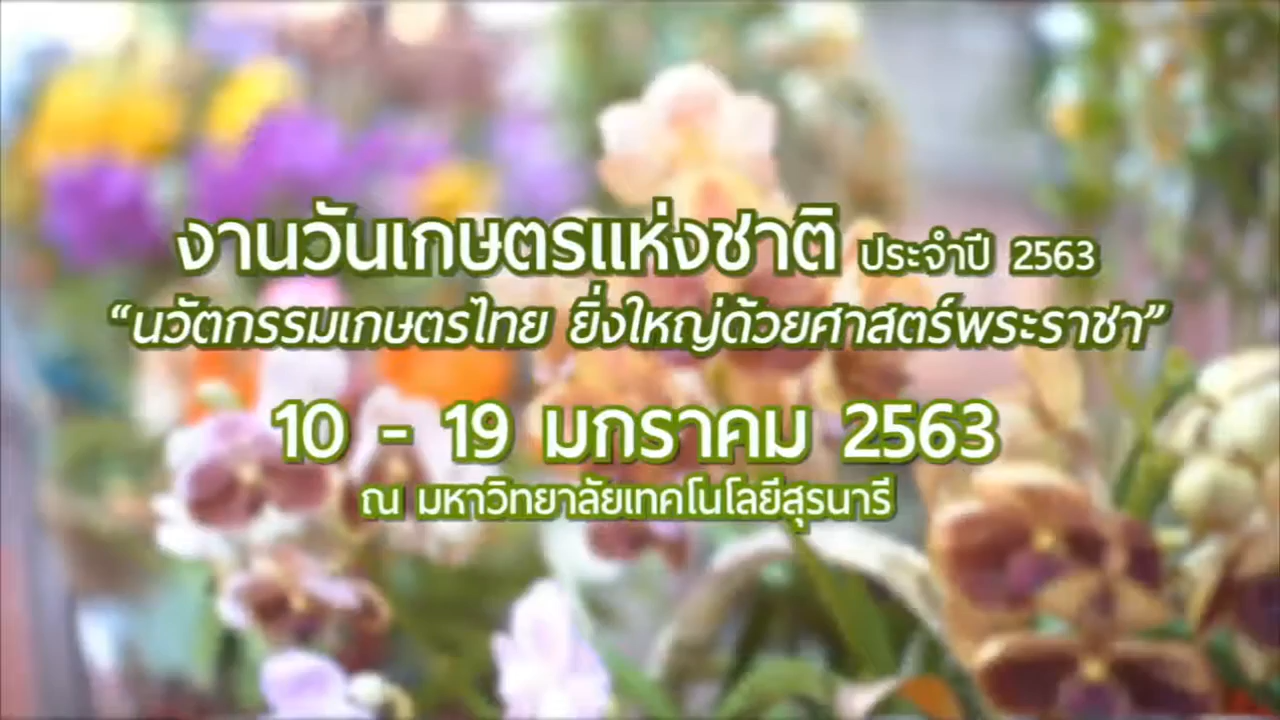 งานวันเกษตรแห่งชาติ ประจำปี 2563
“นวัตกรรมเกษตรไทย ยิ่งใหญ่ด้วยศาสตร์พระราชา”
10 - 19 มกราคม 2563
ณ มหาวิทยาลัยเทคโนโลยีสุรนารี